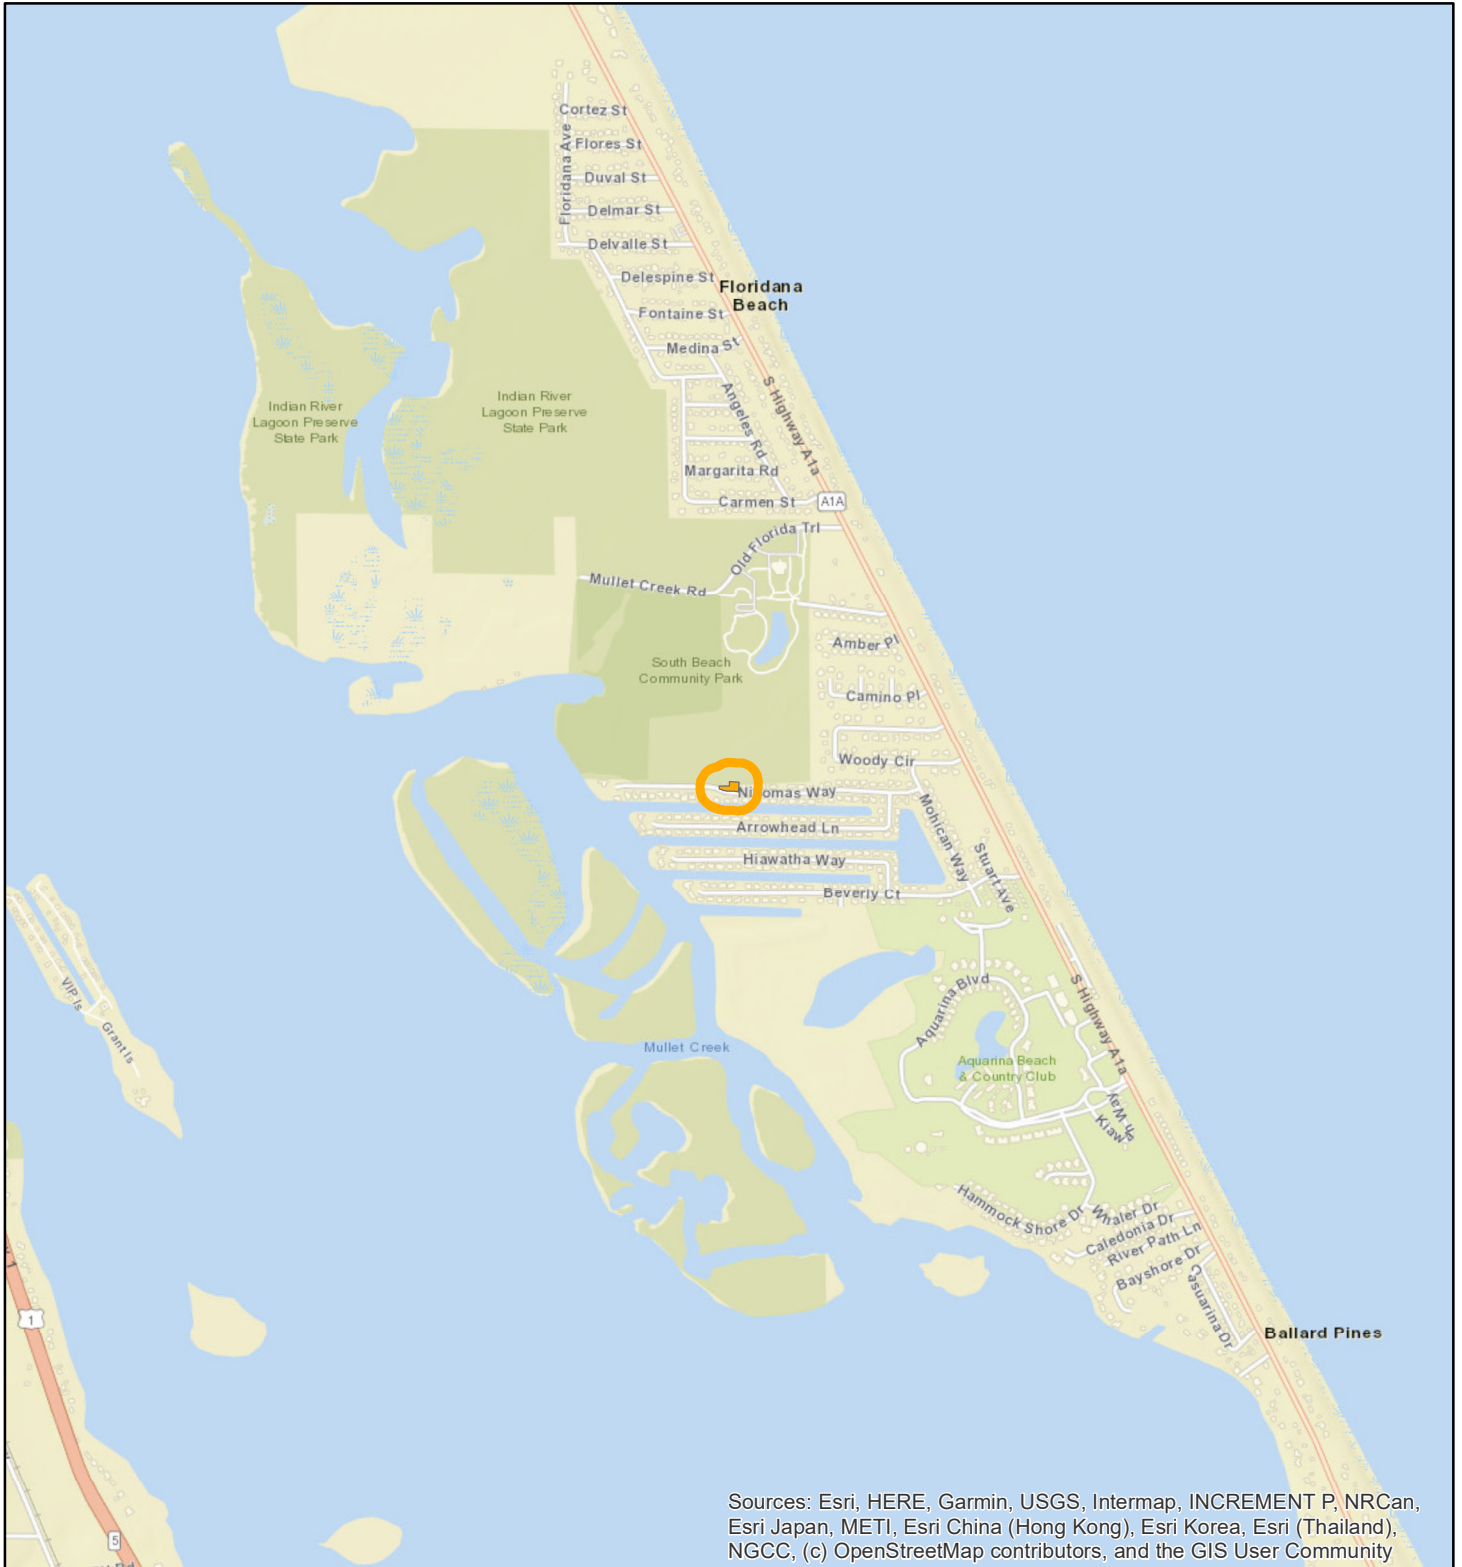 Cortez St
Floridana Ave
Flores St
Duval St
Delmar St
Delvalle St
Delespine St
Floridana
Beach
Fontaine St
Medina St
S Highway A1a
Angeles Rd
Indian River
Lagoon Preserve
State Park
Indian River
Lagoon Preserve
State Park
Margarita Rd
Carmen St
A1A
Old Florida Trl
Mullet Creek Rd
Amber Pl
South Beach
Community Park
Camino Pl
Woody Cir
Way
Arrowhead Ln
Mohican Way
Hiawatha Way
Stuart Ave
Beverly Ct
VIP Is
Grant Is
Aquarina Blvd
S Highway A1a
Mullet Creek
Aquarina Beach
& Country Club
Hammock Shore Dr
Whaler Dr
Caledonia Dr
River Path Ln
Bayshore Dr
Casuarina Dr
1
Ballard Pines
5
Rd
Sources: Esri, HERE, Garmin, USGS, Intermap, INCREMENT P, NRCan,
Esri Japan, METI, Esri China (Hong Kong), Esri Korea, Esri (Thailand),
NGCC, (c) OpenStreetMap contributors, and the GIS User Community